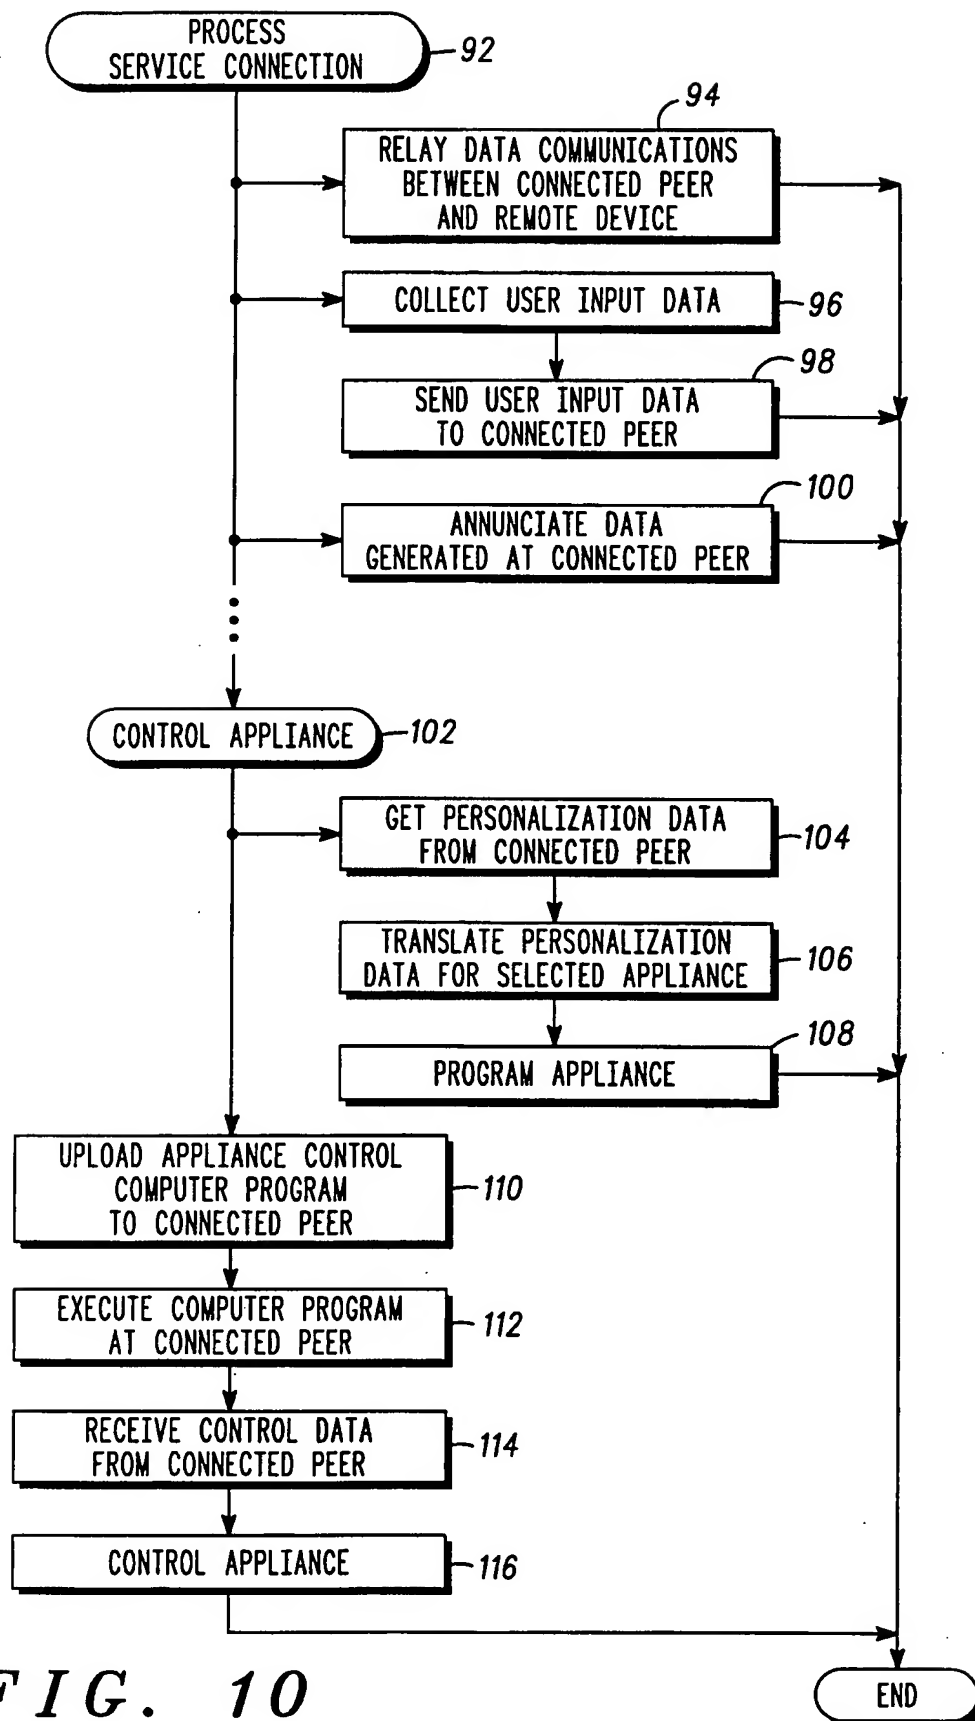 PROCESS
SERVICE CONNECTION
92
94
RELAY DATA COMMUNICATIONS
BETWEEN CONNECTED PEER
AND REMOTE DEVICE
COLLECT USER INPUT DATA
96
98
SEND USER INPUT DATA
TO CONNECTED PEER
100
ANNUNCIATE DATA
GENERATED AT CONNECTED PEER
CONTROL APPLIANCE
102
GET PERSONALIZATION DATA
FROM CONNECTED PEER
104
TRANSLATE PERSONALIZATION
DATA FOR SELECTED APPLIANCE
106
108
PROGRAM APPLIANCE
UPLOAD APPLIANCE CONTROL
COMPUTER PROGRAM
TO CONNECTED PEER
110
EXECUTE COMPUTER PROGRAM
AT CONNECTED PEER
112
RECEIVE CONTROL DATA
FROM CONNECTED PEER
114
CONTROL APPLIANCE
116
END
FIG. 10